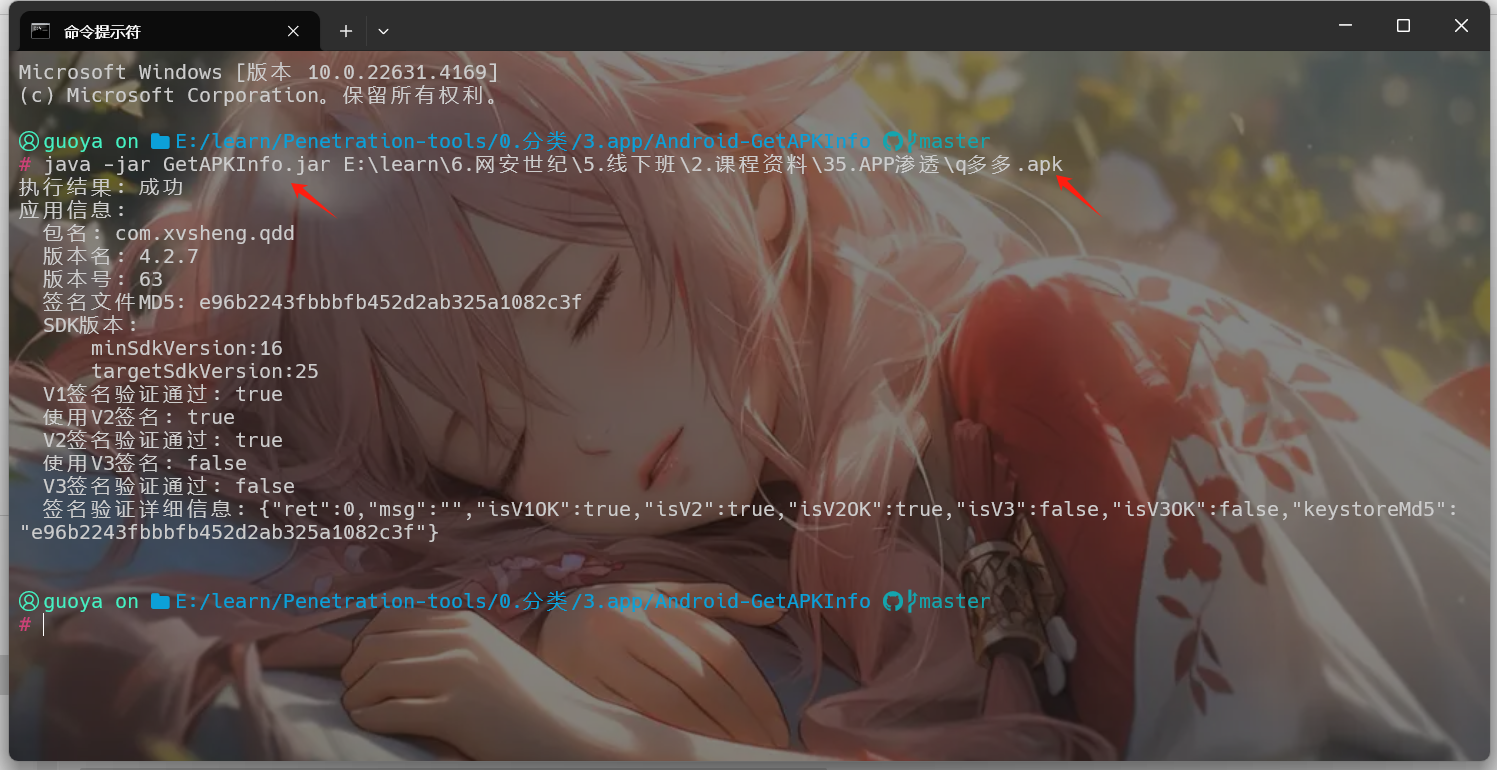 命令提示符
Microsoft Windows [版本 10.0.22631.4169]
(c) Microsoft Corporation。保留所有权利。
guoya on E:/learn/Penetration-tools/0.分类/3.app/Android-GetAPKInfo master
# java -jar GetAPKInfo.jar E:\learn\6.网安世纪\5.线下班\2.课程资料\35.APP渗透\q多多.apk
执行结果: 成功
应用信息:
包名: com.xvsheng.qdd
版本名: 4.2.7
版本号: 63
签名文件MD5: e96b2243fbbbfb452d2ab325a1082c3f
SDK版本:
minSdkVersion:16
targetSdkVersion:25
V1签名验证通过: true
使用V2签名: true
V2签名验证通过: true
使用V3签名: false
V3签名验证通过: false
签名验证详细信息: {"ret":0,"msg":"","isV1OK":true,"isV2":true,"isV2OK":true,"isV3":false,"isV3OK":false,"keystoreMd5":
"e96b2243fbbbfb452d2ab325a1082c3f"}
guoya on E:/learn/Penetration-tools/0.分类/3.app/Android-GetAPKInfo master
#